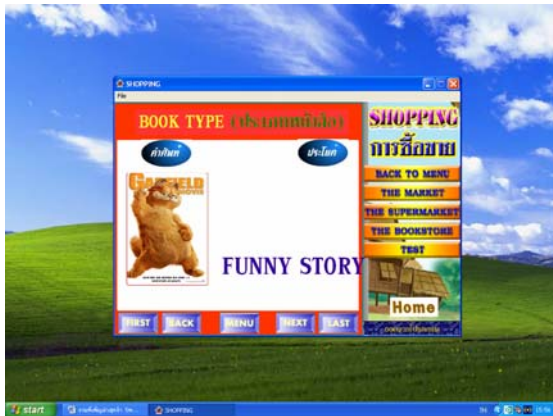 SHOPPING
File
BOOK TYPE (ประเภทหนังสือ)
คำศัพท์
ประโยค
GARFIELD
FUNNY STORY
FIRST
BACK
MENU
NEXT
LAST
SHOPPING
การซื้อขาย
BACK TO MENU
THE MARKET
THE SUPERMARKET
THE BOOKSTORE
TEST
Home
start
SHOPPING